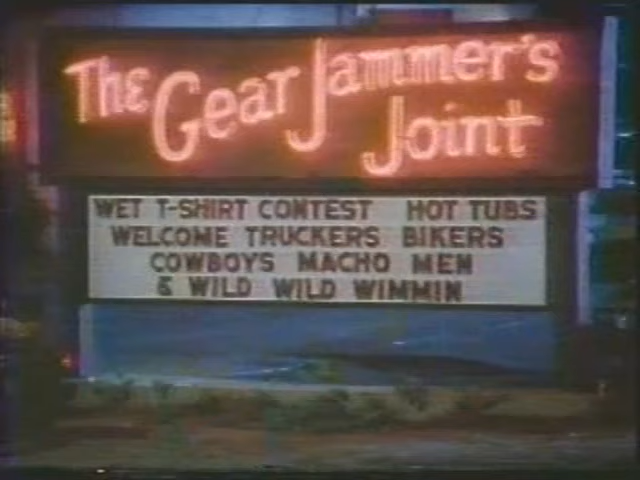 The Gear Jammer's
Joint
WET T-SHIRT CONTEST HOT TUBS
WELCOME TRUCKERS BIKERS
COWBOYS MACHO MEN
& WILD WILD WIMMIN